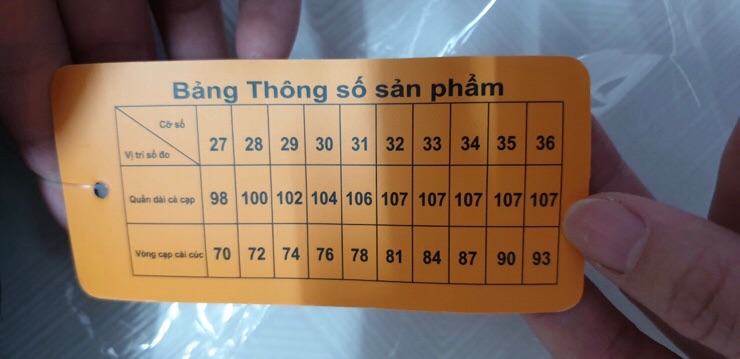 Bảng Thông số sản phẩm
Cỡ số
Vị trí số đo
27 28 29 30 31 32 33 34 35 36
Quần dài cả cạp 98 100 102 104 106 107 107 107 107 107
Vòng cạp cài cúc 70 72 74 76 78 81 84 87 90 93